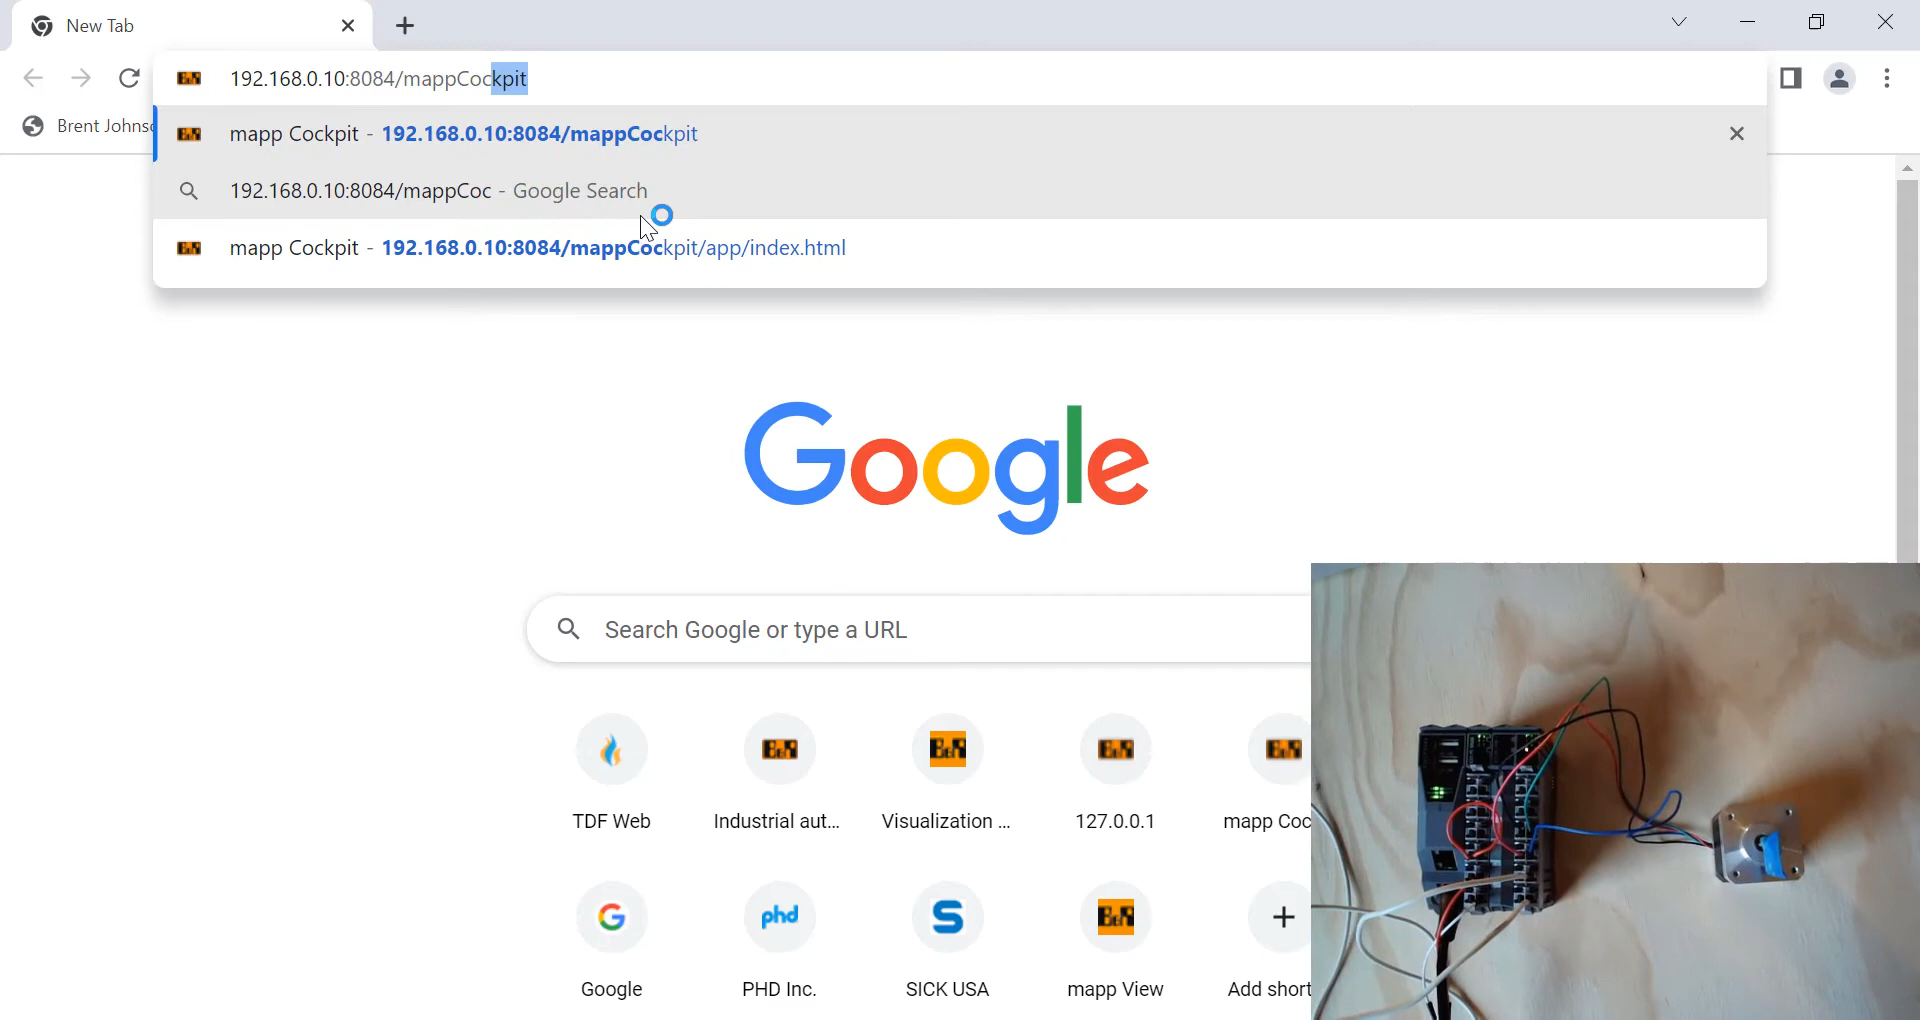 New Tab
192.168.0.10:8084/mappCockpit
Brent Johnsc
mapp Cockpit - 192.168.0.10:8084/mappCockpit
192.168.0.10:8084/mappCoc - Google Search
mapp Cockpit - 192.168.0.10:8084/mappCockpit/app/index.html
Google
Search Google or type a URL
B&R B&R B&R B&R
TDF Web Industrial aut... Visualization ... 127.0.0.1 mapp Coc
G phd S B&R
Google PHD Inc. SICK USA mapp View Add short